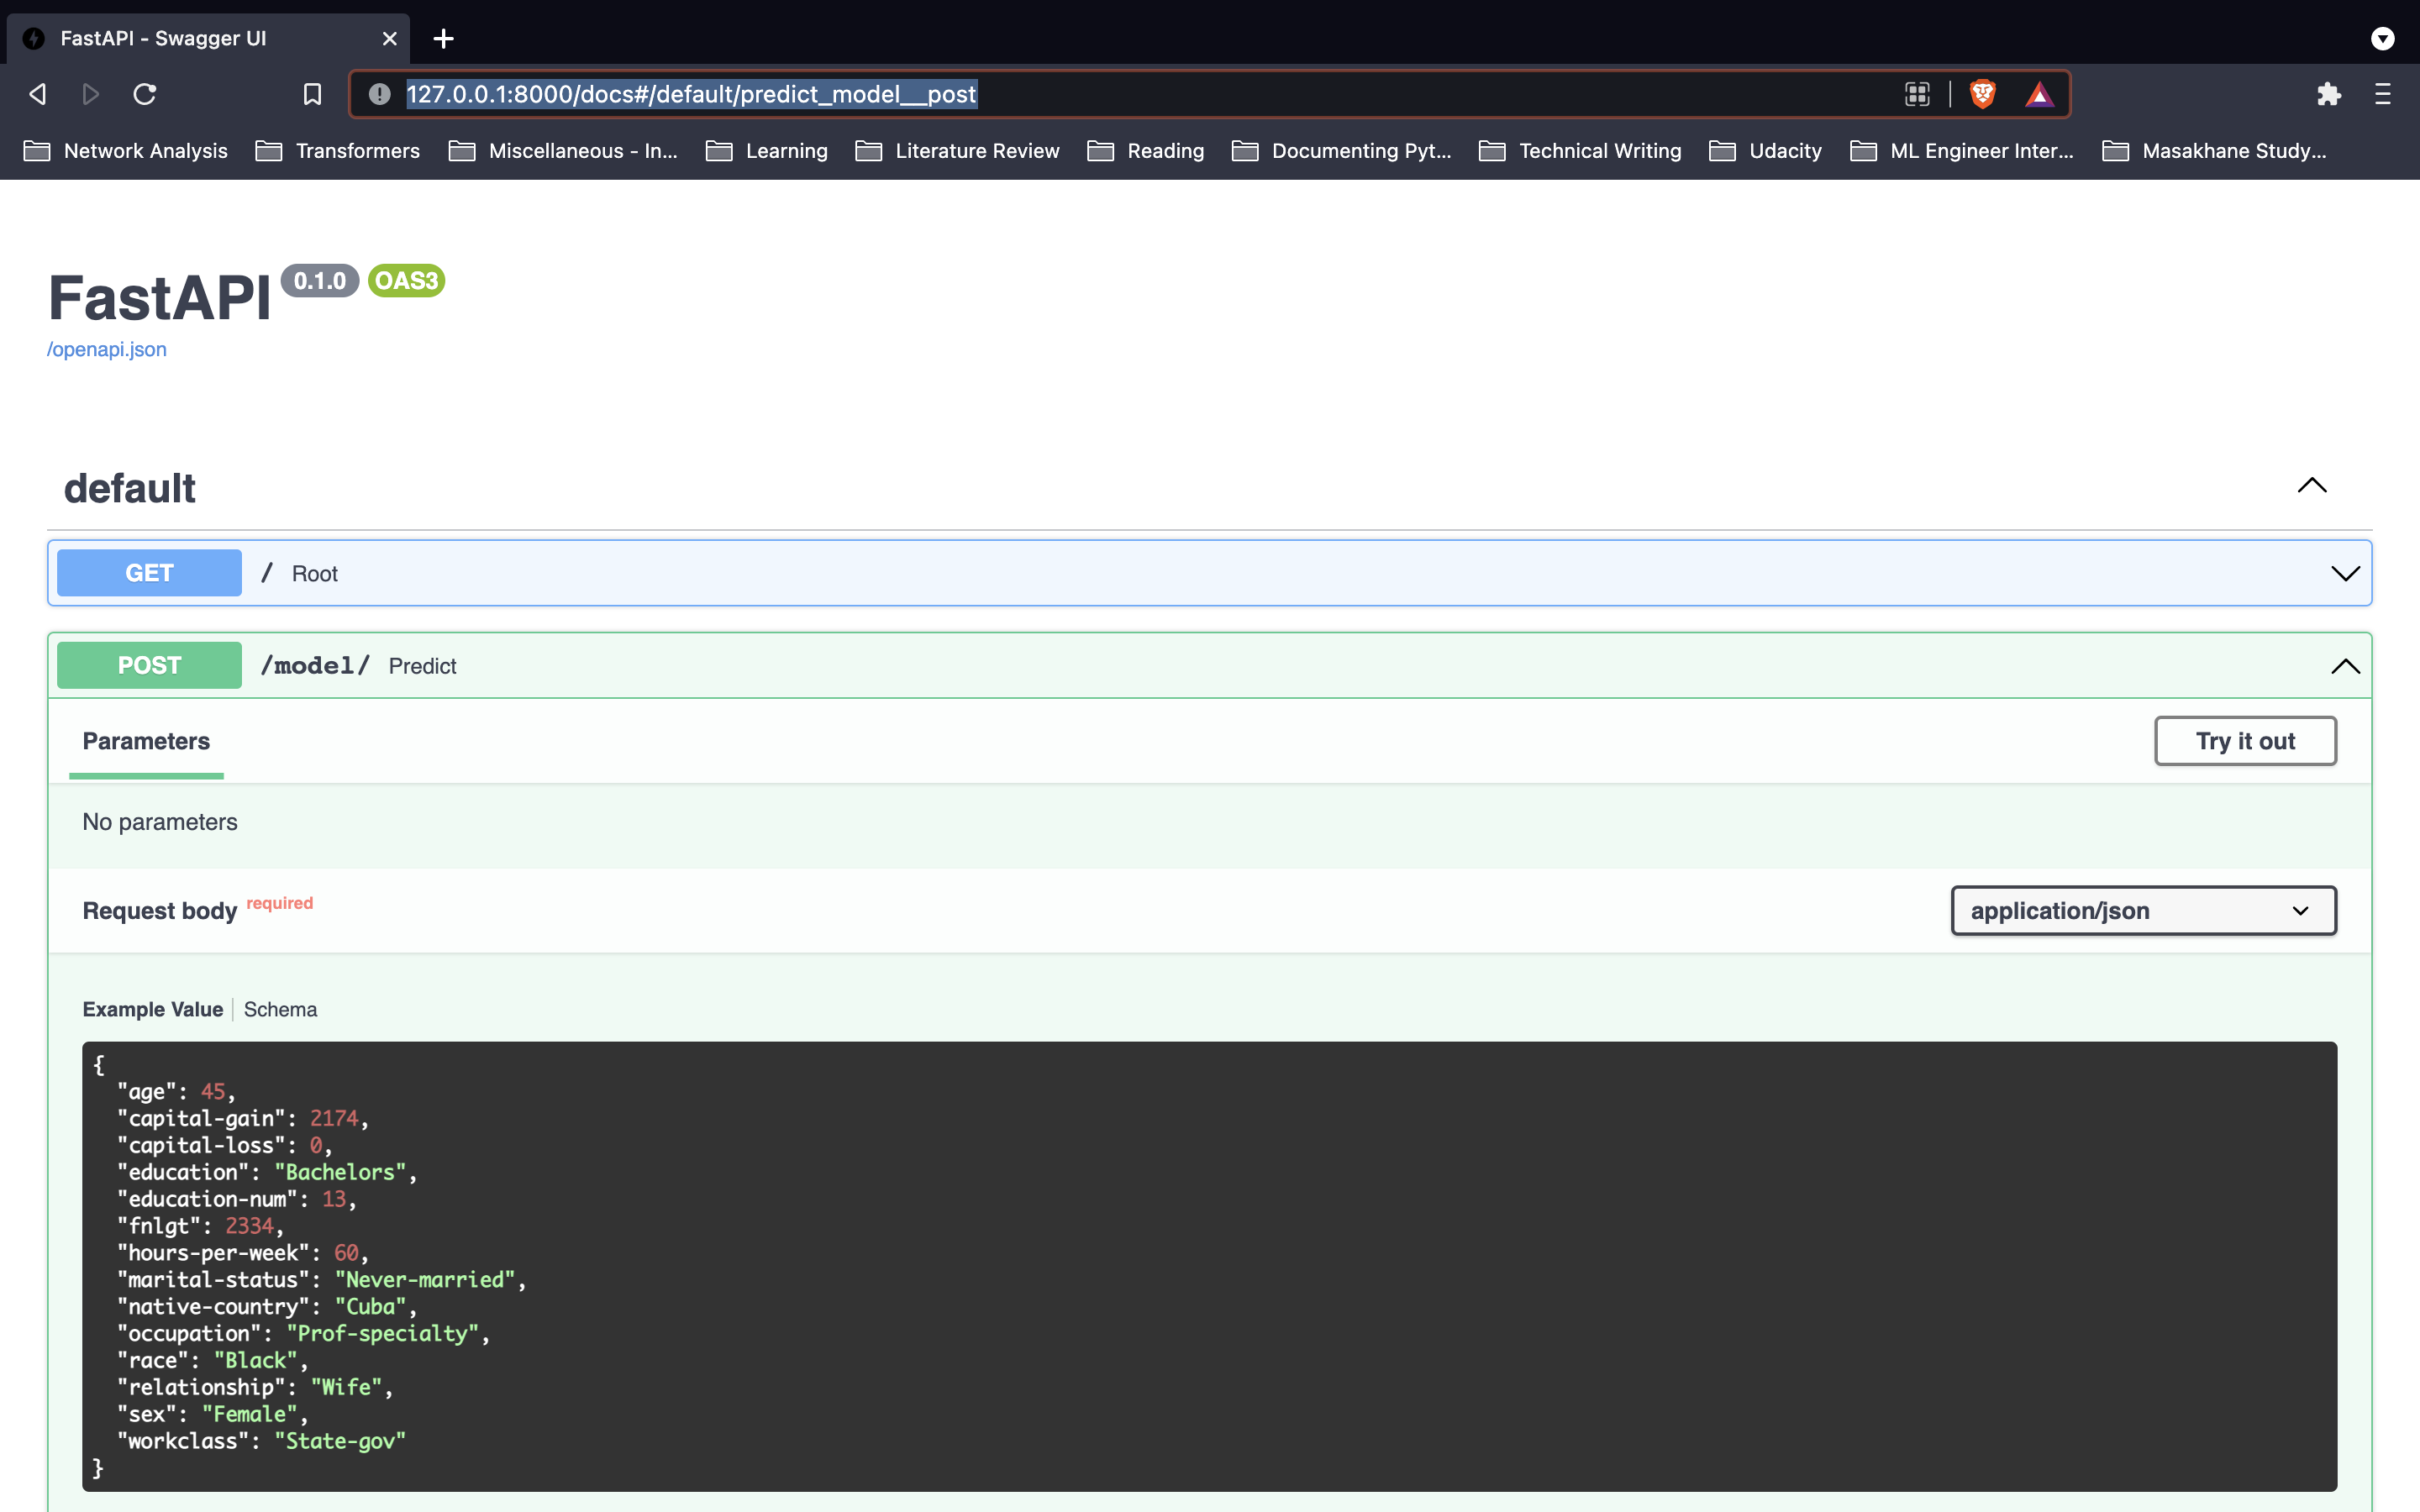 FastAPI - Swagger UI
127.0.0.1:8000/docs#/default/predict_model__post
Network Analysis Transformers Miscellaneous - In... Learning Literature Review Reading Documenting Pyt... Technical Writing Udacity ML Engineer Inter... Masakhane Study...
FastAPI 0.1.0 OAS3
/openapi.json
default
GET / Root
POST /model/ Predict
Parameters Try it out
No parameters
Request body required application/json
Example Value Schema
{
"age": 45,
"capital-gain": 2174,
"capital-loss": 0,
"education": "Bachelors",
"education-num": 13,
"fnlgt": 2334,
"hours-per-week": 60,
"marital-status": "Never-married",
"native-country": "Cuba",
"occupation": "Prof-specialty",
"race": "Black",
"relationship": "Wife",
"sex": "Female",
"workclass": "State-gov"
}